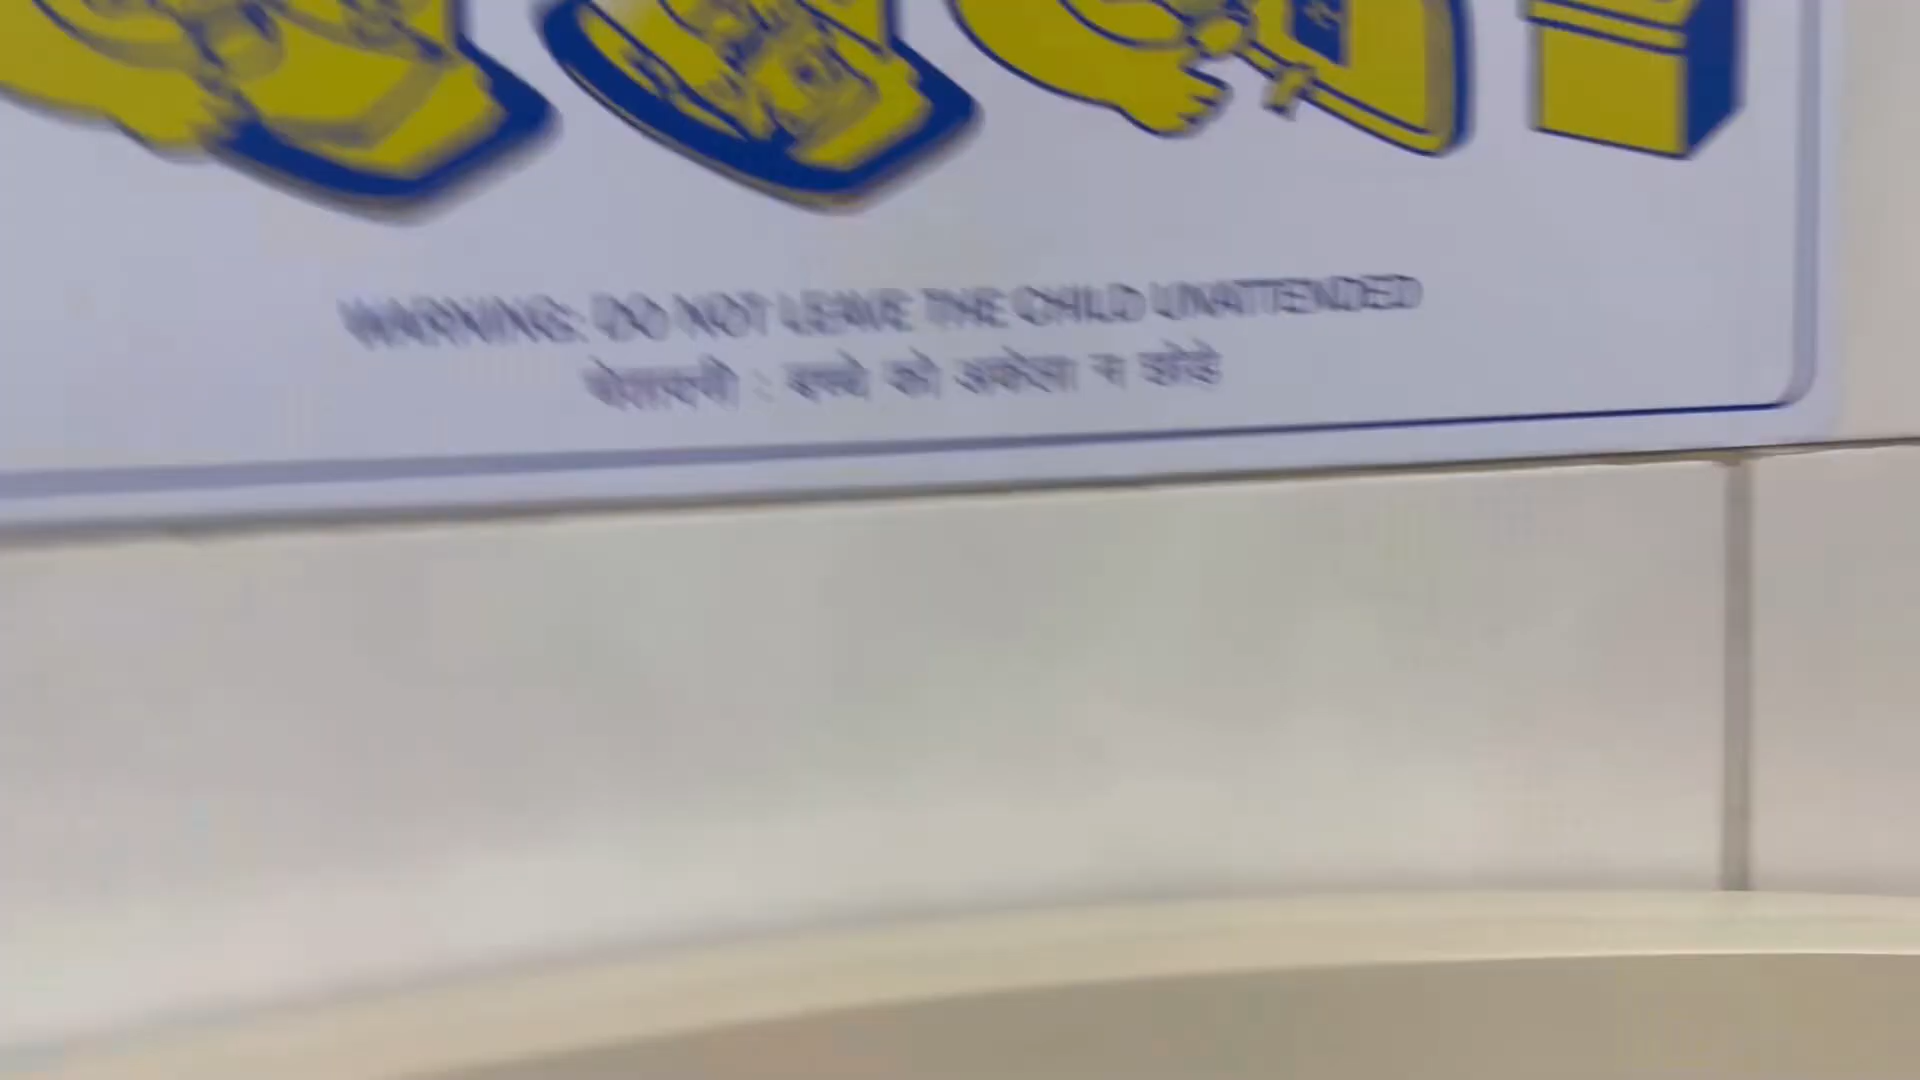 WARNING: DO NOT LEAVE THE CHILD UNATTENDED
चेतावनी : बच्चे को अकेला न छोड़े